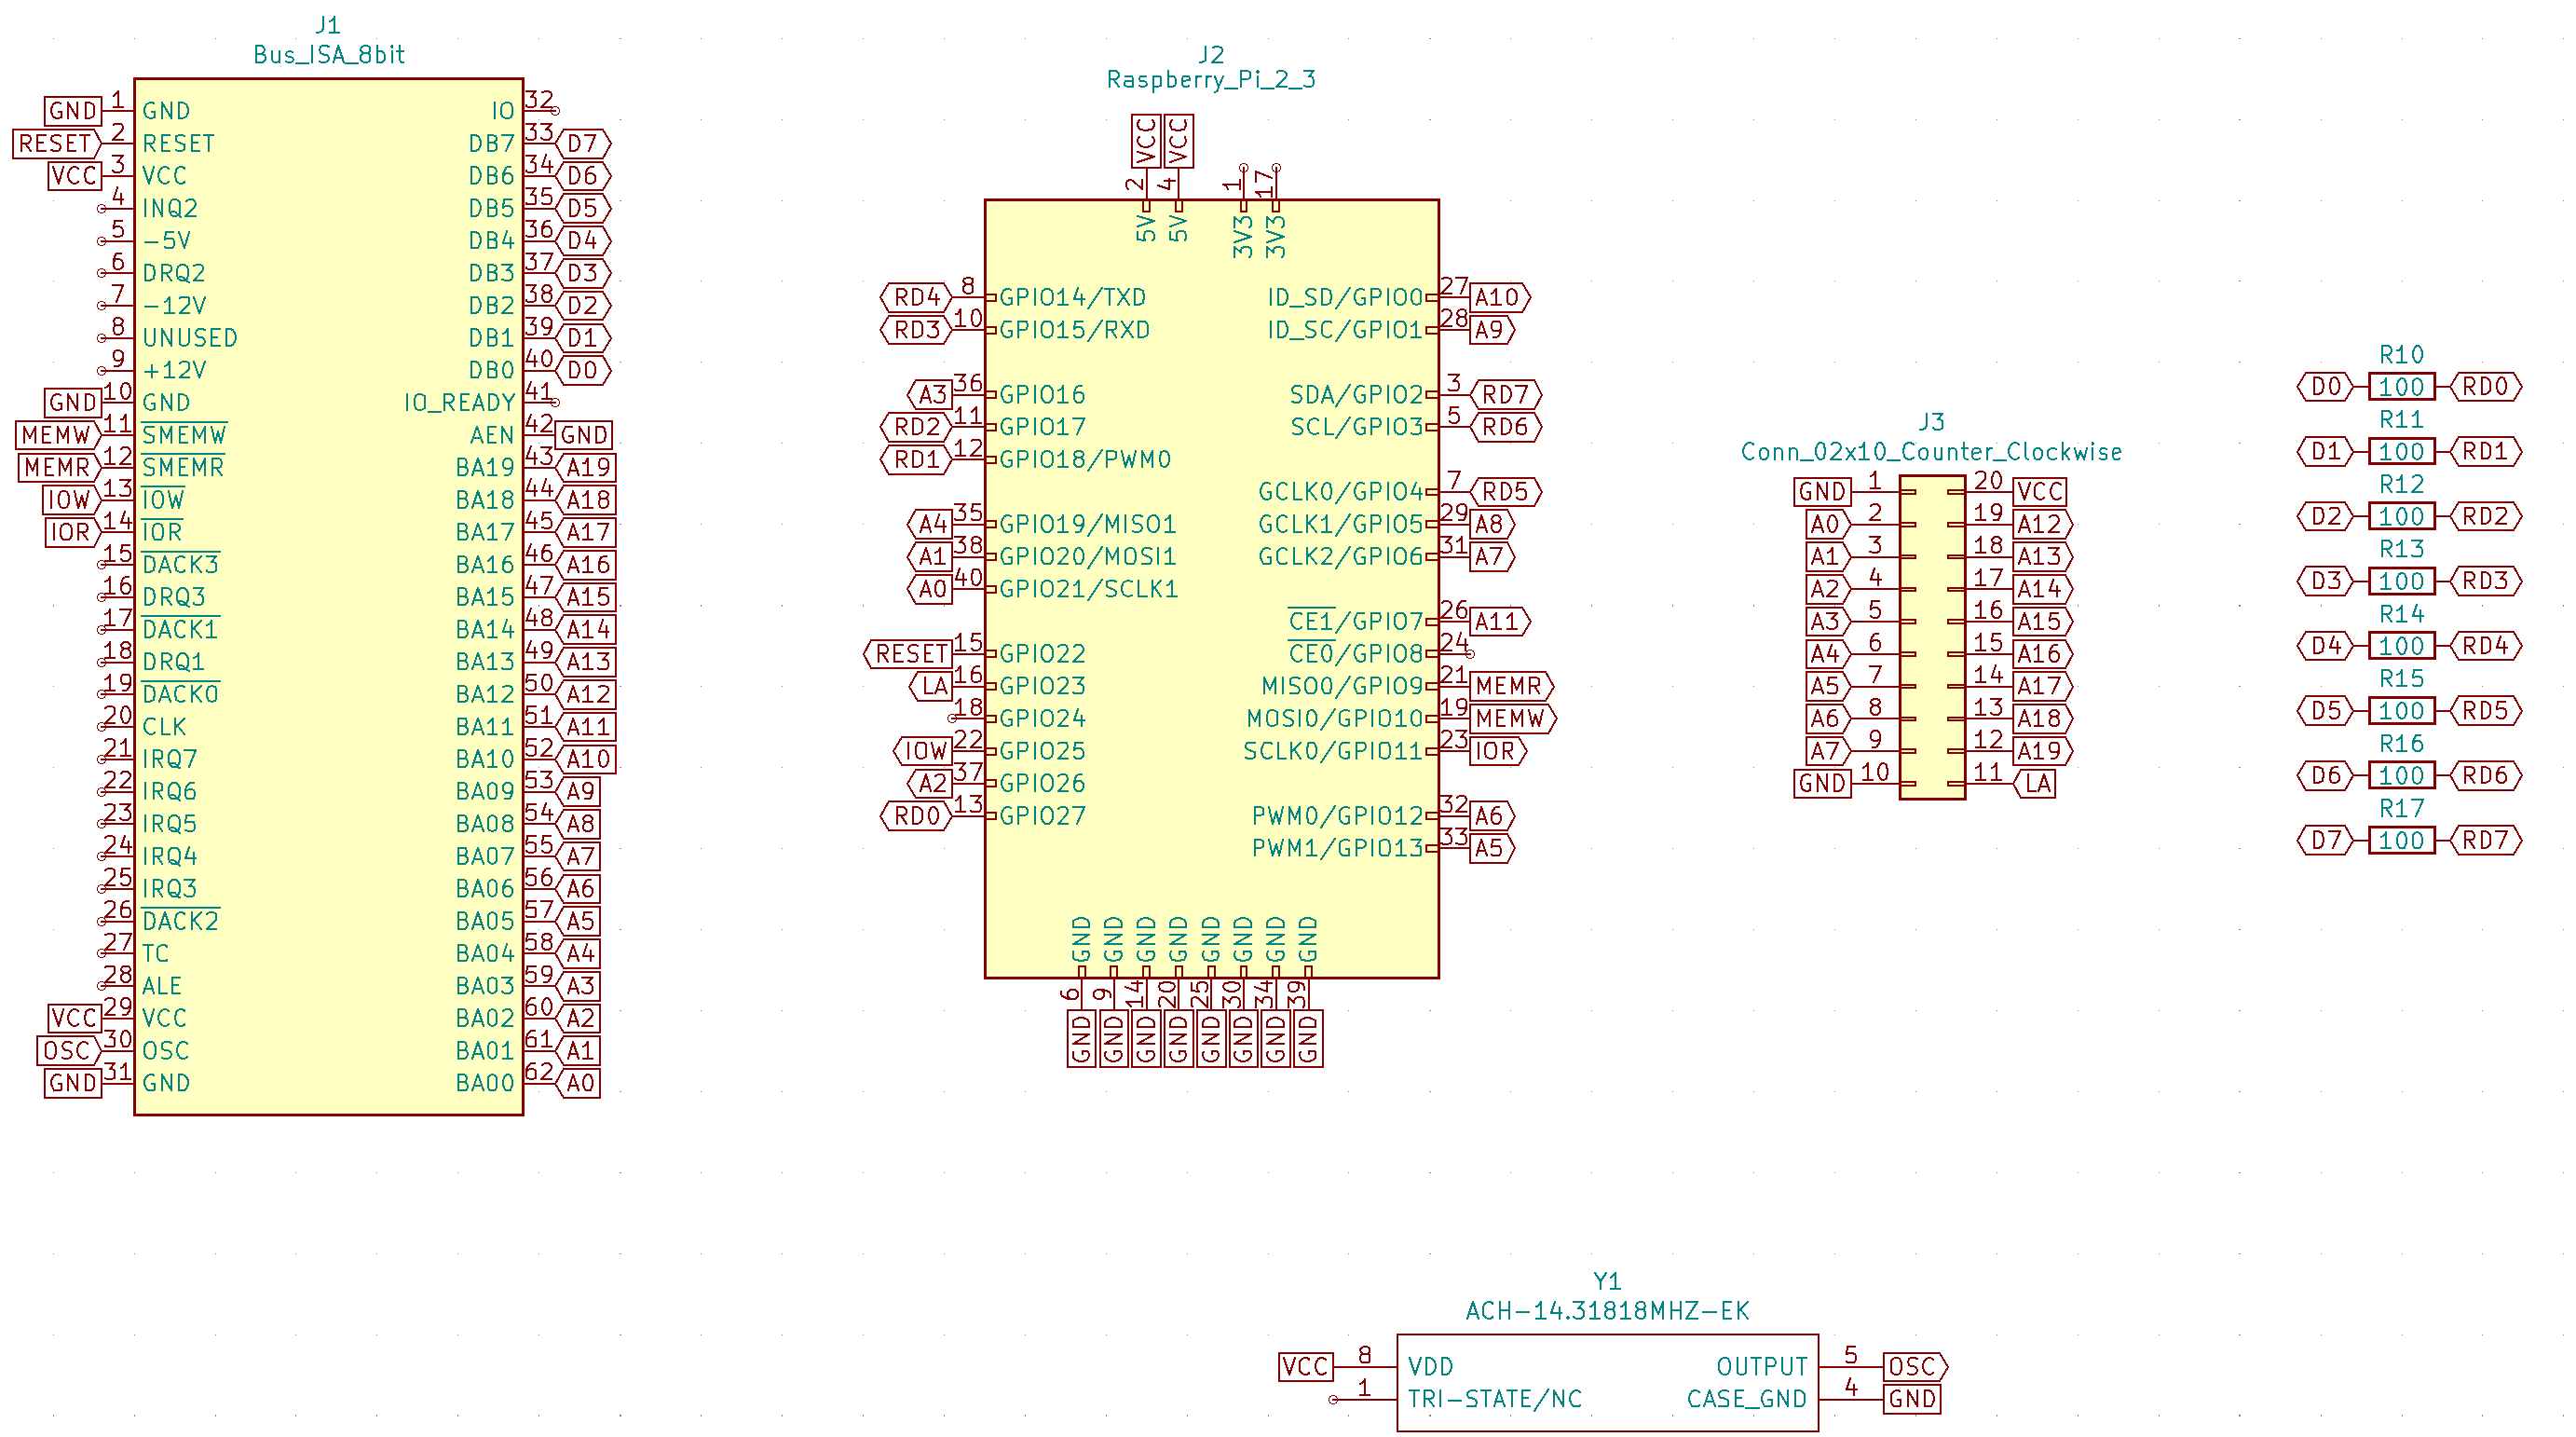 J1
Bus_ISA_8bit
GND 1 GND IO 32
RESET 2 RESET DB7 33 D7
VCC 3 VCC DB6 34 D6
4 INQ2 DB5 35 D5
5 -5V DB4 36 D4
6 DRQ2 DB3 37 D3
7 -12V DB2 38 D2
8 UNUSED DB1 39 D1
9 +12V DB0 40 D0
GND 10 GND IO_READY 41
MEMW 11 SMEMW AEN 42 GND
MEMR 12 SMEMR BA19 43 A19
IOW 13 IOW BA18 44 A18
IOR 14 IOR BA17 45 A17
15 DACK3 BA16 46 A16
16 DRQ3 BA15 47 A15
17 DACK1 BA14 48 A14
18 DRQ1 BA13 49 A13
19 DACK0 BA12 50 A12
20 CLK BA11 51 A11
21 IRQ7 BA10 52 A10
22 IRQ6 BA09 53 A9
23 IRQ5 BA08 54 A8
24 IRQ4 BA07 55 A7
25 IRQ3 BA06 56 A6
26 DACK2 BA05 57 A5
27 TC BA04 58 A4
28 ALE BA03 59 A3
VCC 29 VCC BA02 60 A2
OSC 30 OSC BA01 61 A1
GND 31 GND BA00 62 A0
J2
Raspberry_Pi_2_3
VCC VCC
2 4 1 17
5V 5V 3V3 3V3
RD4 8 GPIO14/TXD ID_SD/GPIO0 27 A10
RD3 10 GPIO15/RXD ID_SC/GPIO1 28 A9
A3 36 GPIO16 SDA/GPIO2 3 RD7
RD2 11 GPIO17 SCL/GPIO3 5 RD6
RD1 12 GPIO18/PWM0
GCLK0/GPIO4 7 RD5
A4 35 GPIO19/MISO1 GCLK1/GPIO5 29 A8
A1 38 GPIO20/MOSI1 GCLK2/GPIO6 31 A7
A0 40 GPIO21/SCLK1
CE1/GPIO7 26 A11
RESET 15 GPIO22 CE0/GPIO8 24
LA 16 GPIO23 MISO0/GPIO9 21 MEMR
18 GPIO24 MOSI0/GPIO10 19 MEMW
IOW 22 GPIO25 SCLK0/GPIO11 23 IOR
A2 37 GPIO26
RD0 13 GPIO27 PWM0/GPIO12 32 A6
PWM1/GPIO13 33 A5
GND GND GND GND GND GND GND GND
6 9 14 20 25 30 34 39
GND GND GND GND GND GND GND GND
J3
Conn_02x10_Counter_Clockwise
GND 1 20 VCC
A0 2 19 A12
A1 3 18 A13
A2 4 17 A14
A3 5 16 A15
A4 6 15 A16
A5 7 14 A17
A6 8 13 A18
A7 9 12 A19
GND 10 11 LA
R10
D0 100 RD0
R11
D1 100 RD1
R12
D2 100 RD2
R13
D3 100 RD3
R14
D4 100 RD4
R15
D5 100 RD5
R16
D6 100 RD6
R17
D7 100 RD7
Y1
ACH-14.31818MHZ-EK
VCC 8 VDD OUTPUT 5 OSC
1 TRI-STATE/NC CASE_GND 4 GND